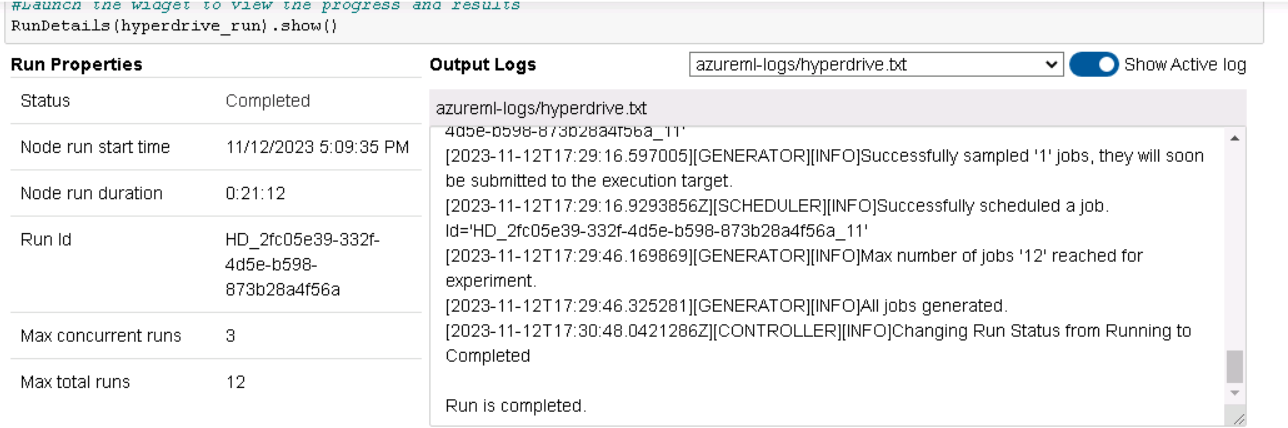 #Launch the widget to view the progress and results
RunDetails(hyperdrive_run).show()
Run Properties
Status Completed
Node run start time 11/12/2023 5:09:35 PM
Node run duration 0:21:12
Run Id HD_2fc05e39-332f-
4d5e-b598-
873b28a4f56a
Max concurrent runs 3
Max total runs 12
Output Logs azureml-logs/hyperdrive.txt Show Active log
azureml-logs/hyperdrive.txt
4d5e-b598-873b28a4f56a_11'
[2023-11-12T17:29:16.597005][GENERATOR][INFO]Successfully sampled '1' jobs, they will soon
be submitted to the execution target.
[2023-11-12T17:29:16.9293856Z][SCHEDULER][INFO]Successfully scheduled a job.
Id='HD_2fc05e39-332f-4d5e-b598-873b28a4f56a_11'
[2023-11-12T17:29:46.169869][GENERATOR][INFO]Max number of jobs '12' reached for
experiment.
[2023-11-12T17:29:46.325281][GENERATOR][INFO]All jobs generated.
[2023-11-12T17:30:48.0421286Z][CONTROLLER][INFO]Changing Run Status from Running to
Completed
Run is completed.